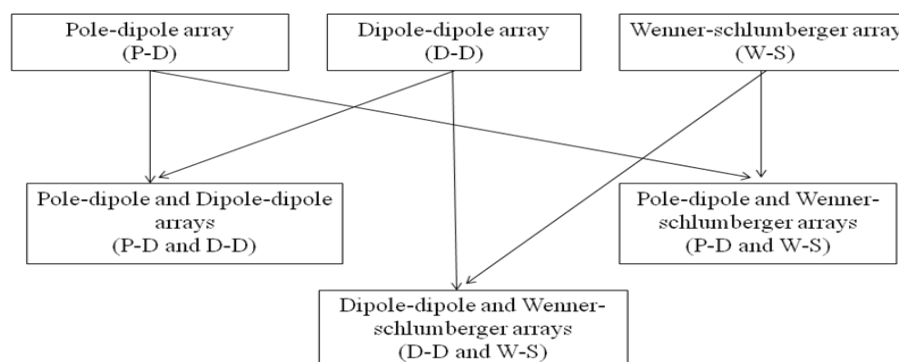 Pole-dipole array
(P-D)
Dipole-dipole array
(D-D)
Wenner-schlumberger array
(W-S)
Pole-dipole and Dipole-dipole
arrays
(P-D and D-D)
Pole-dipole and Wenner-
schlumberger arrays
(P-D and W-S)
Dipole-dipole and Wenner-
schlumberger arrays
(D-D and W-S)